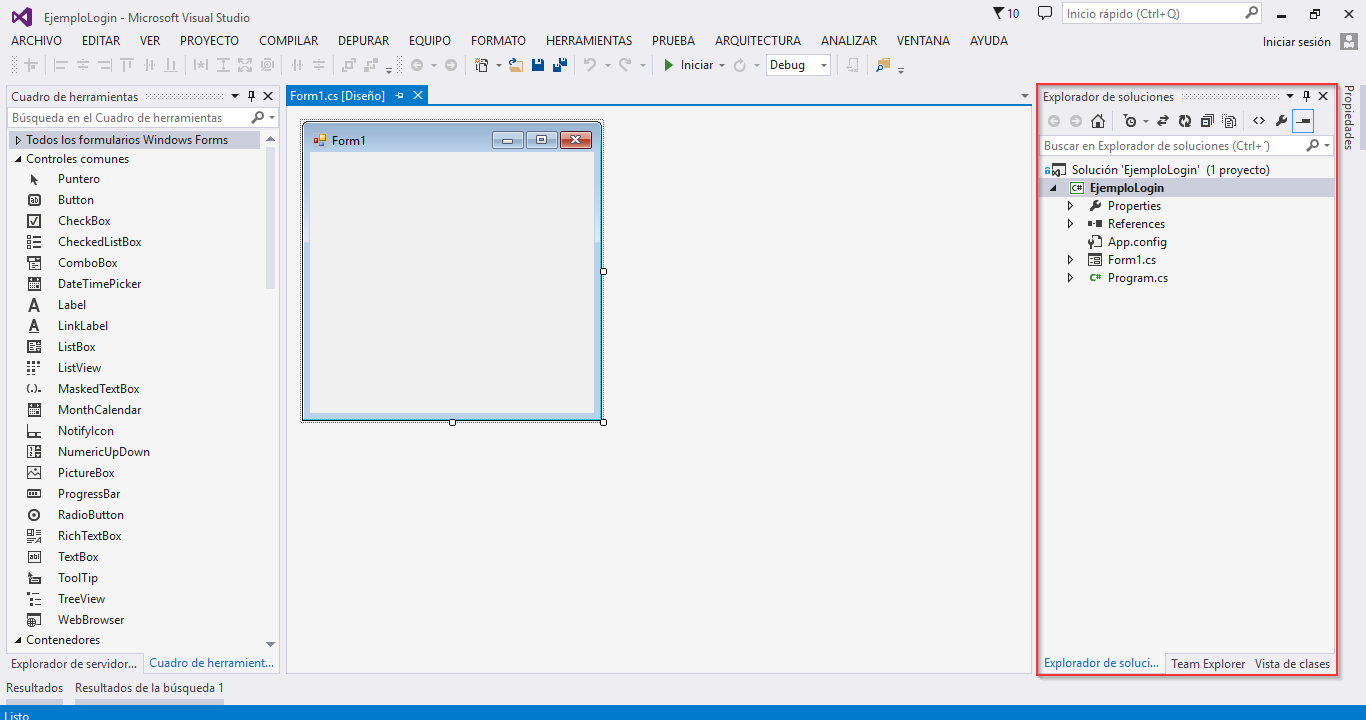 EjemploLogin - Microsoft Visual Studio
10
Inicio rápido (Ctrl+Q)
ARCHIVO EDITAR VER PROYECTO COMPILAR DEPURAR EQUIPO FORMATO HERRAMIENTAS PRUEBA ARQUITECTURA ANALIZAR VENTANA AYUDA
Iniciar sesión
Iniciar
Debug
Cuadro de herramientas
Búsqueda en el Cuadro de herramientas
Todos los formularios Windows Forms
Controles comunes
Puntero
Button
CheckBox
CheckedListBox
ComboBox
DateTimePicker
Label
LinkLabel
ListBox
ListView
MaskedTextBox
MonthCalendar
NotifyIcon
NumericUpDown
PictureBox
ProgressBar
RadioButton
RichTextBox
TextBox
ToolTip
TreeView
WebBrowser
Contenedores
Explorador de servidor...
Cuadro de herramient...
Form1.cs [Diseño]
Form1
Explorador de soluciones
Buscar en Explorador de soluciones (Ctrl+´)
Solución 'EjemploLogin' (1 proyecto)
C# EjemploLogin
Properties
References
App.config
Form1.cs
C# Program.cs
Explorador de soluci...
Team Explorer
Vista de clases
Propiedades
Resultados
Resultados de la búsqueda 1
Listo